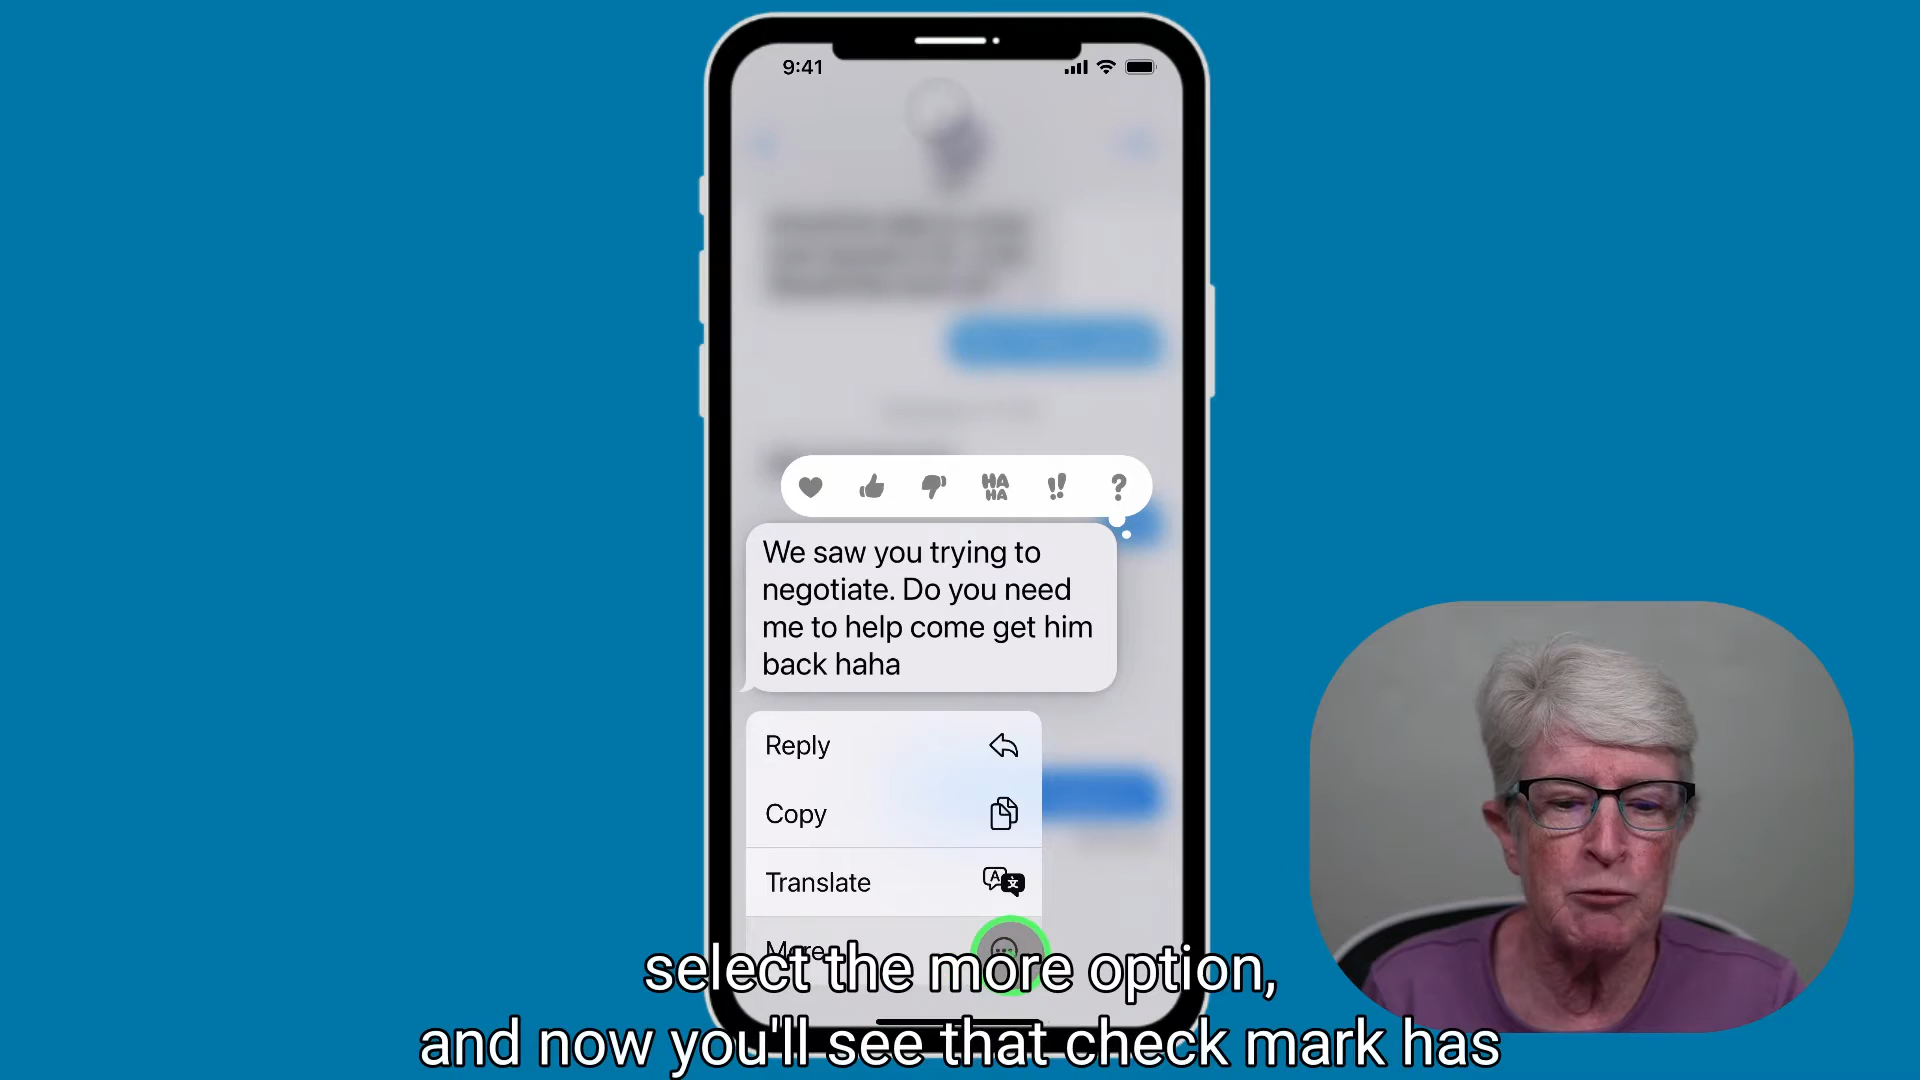 9:41
HA
HA
?
We saw you trying to
negotiate. Do you need
me to help come get him
back haha
Reply
Copy
Translate
More
select the more option,
and now you'll see that check mark has